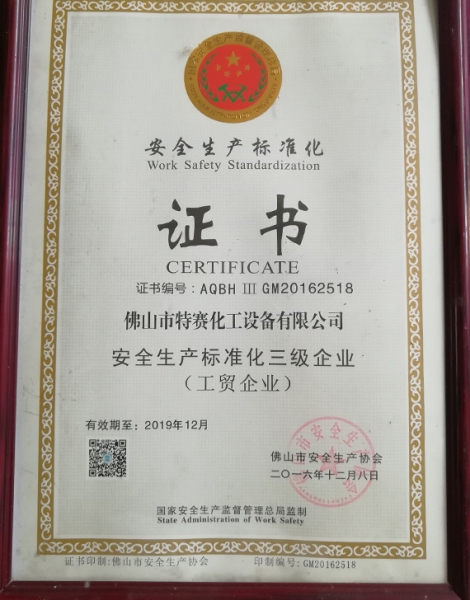 安全生产标准化
Work Safety Standardization
证书
CERTIFICATE
证书编号：AQBH III GM20162518
佛山市特赛化工设备有限公司
安全生产标准化三级企业
（工贸企业）
有效期至：2019年12月
佛山市安全生产协会
二〇一六年十二月八日
国家安全生产监督管理总局监制
State Administration of Work Safety
证书印制:佛山市安全生产协会 印制编号:GM20162518